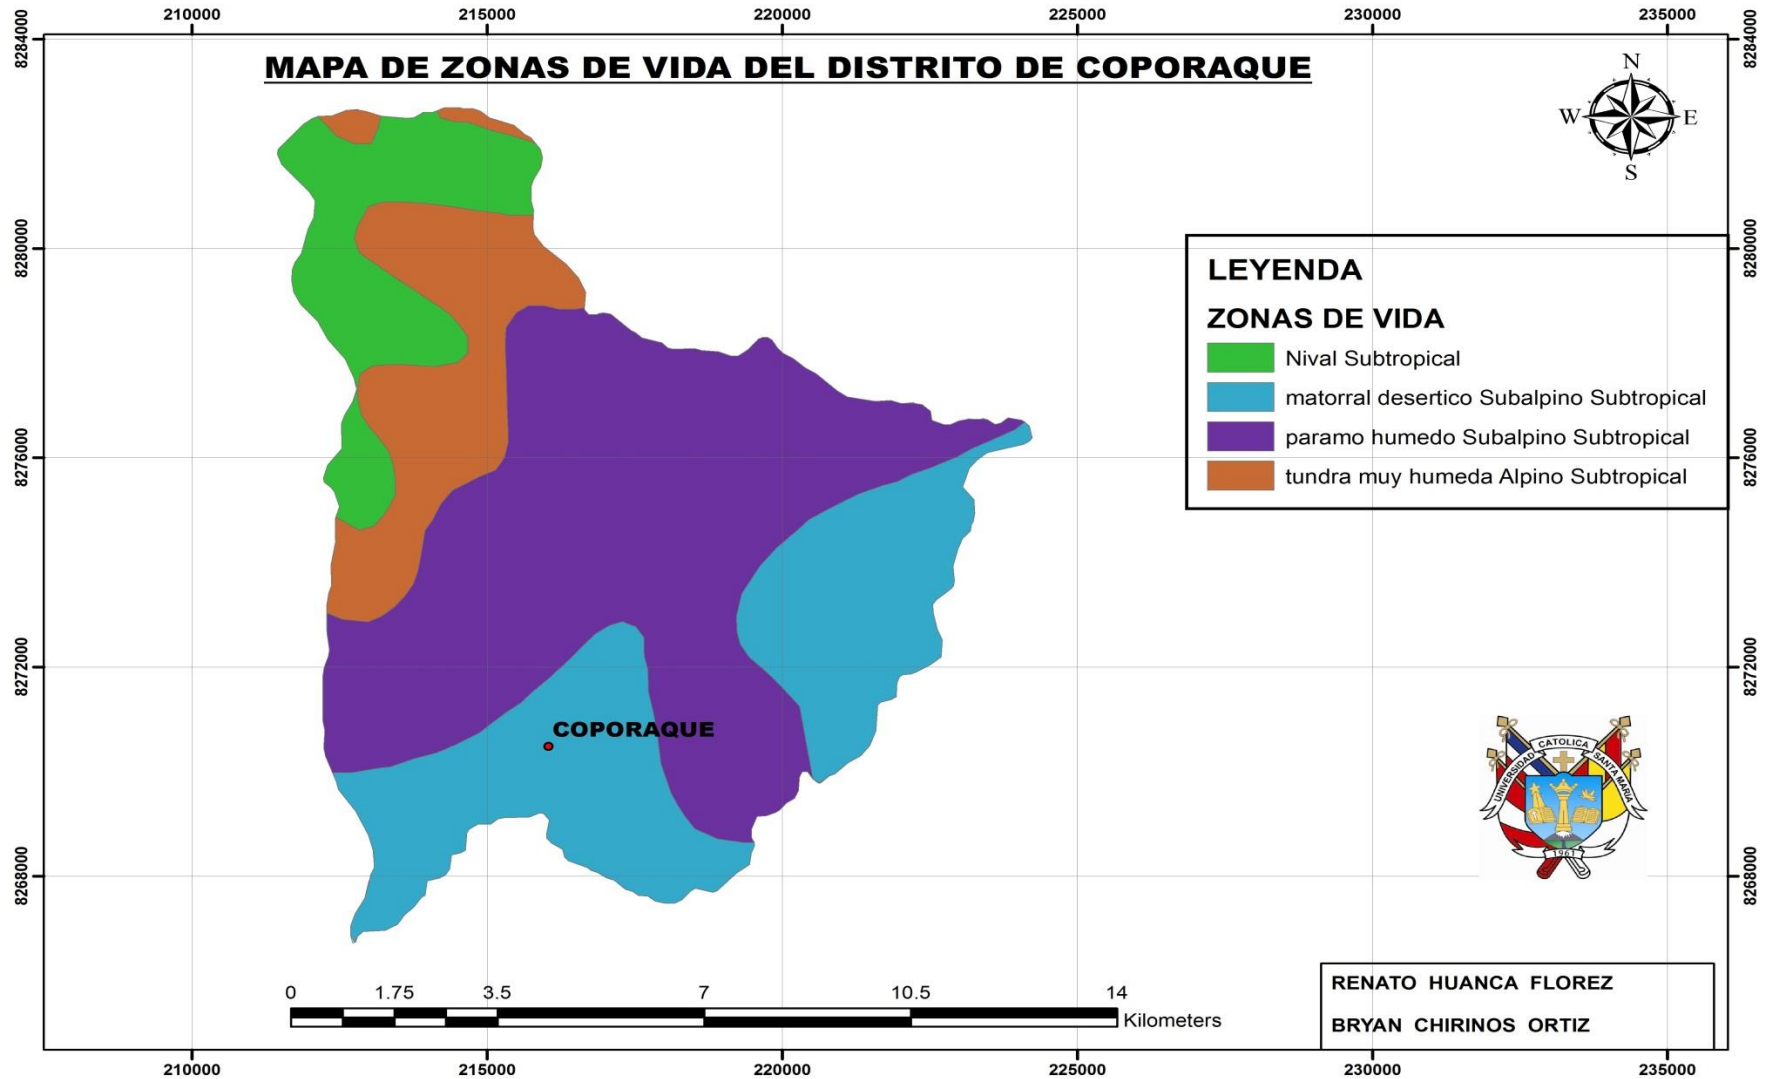 210000 215000 220000 225000 230000 235000
8284000 8284000
MAPA DE ZONAS DE VIDA DEL DISTRITO DE COPORAQUE
N
W E
S
8280000 8280000
LEYENDA
ZONAS DE VIDA
Nival Subtropical
matorral desertico Subalpino Subtropical
paramo humedo Subalpino Subtropical
tundra muy humeda Alpino Subtropical
8276000 8276000
8272000 8272000
COPORAQUE
UNIVERSIDAD CATOLICA SANTA MARIA
1961
8268000 8268000
0 1.75 3.5 7 10.5 14
Kilometers
RENATO HUANCA FLOREZ
BRYAN CHIRINOS ORTIZ
210000 215000 220000 225000 230000 235000